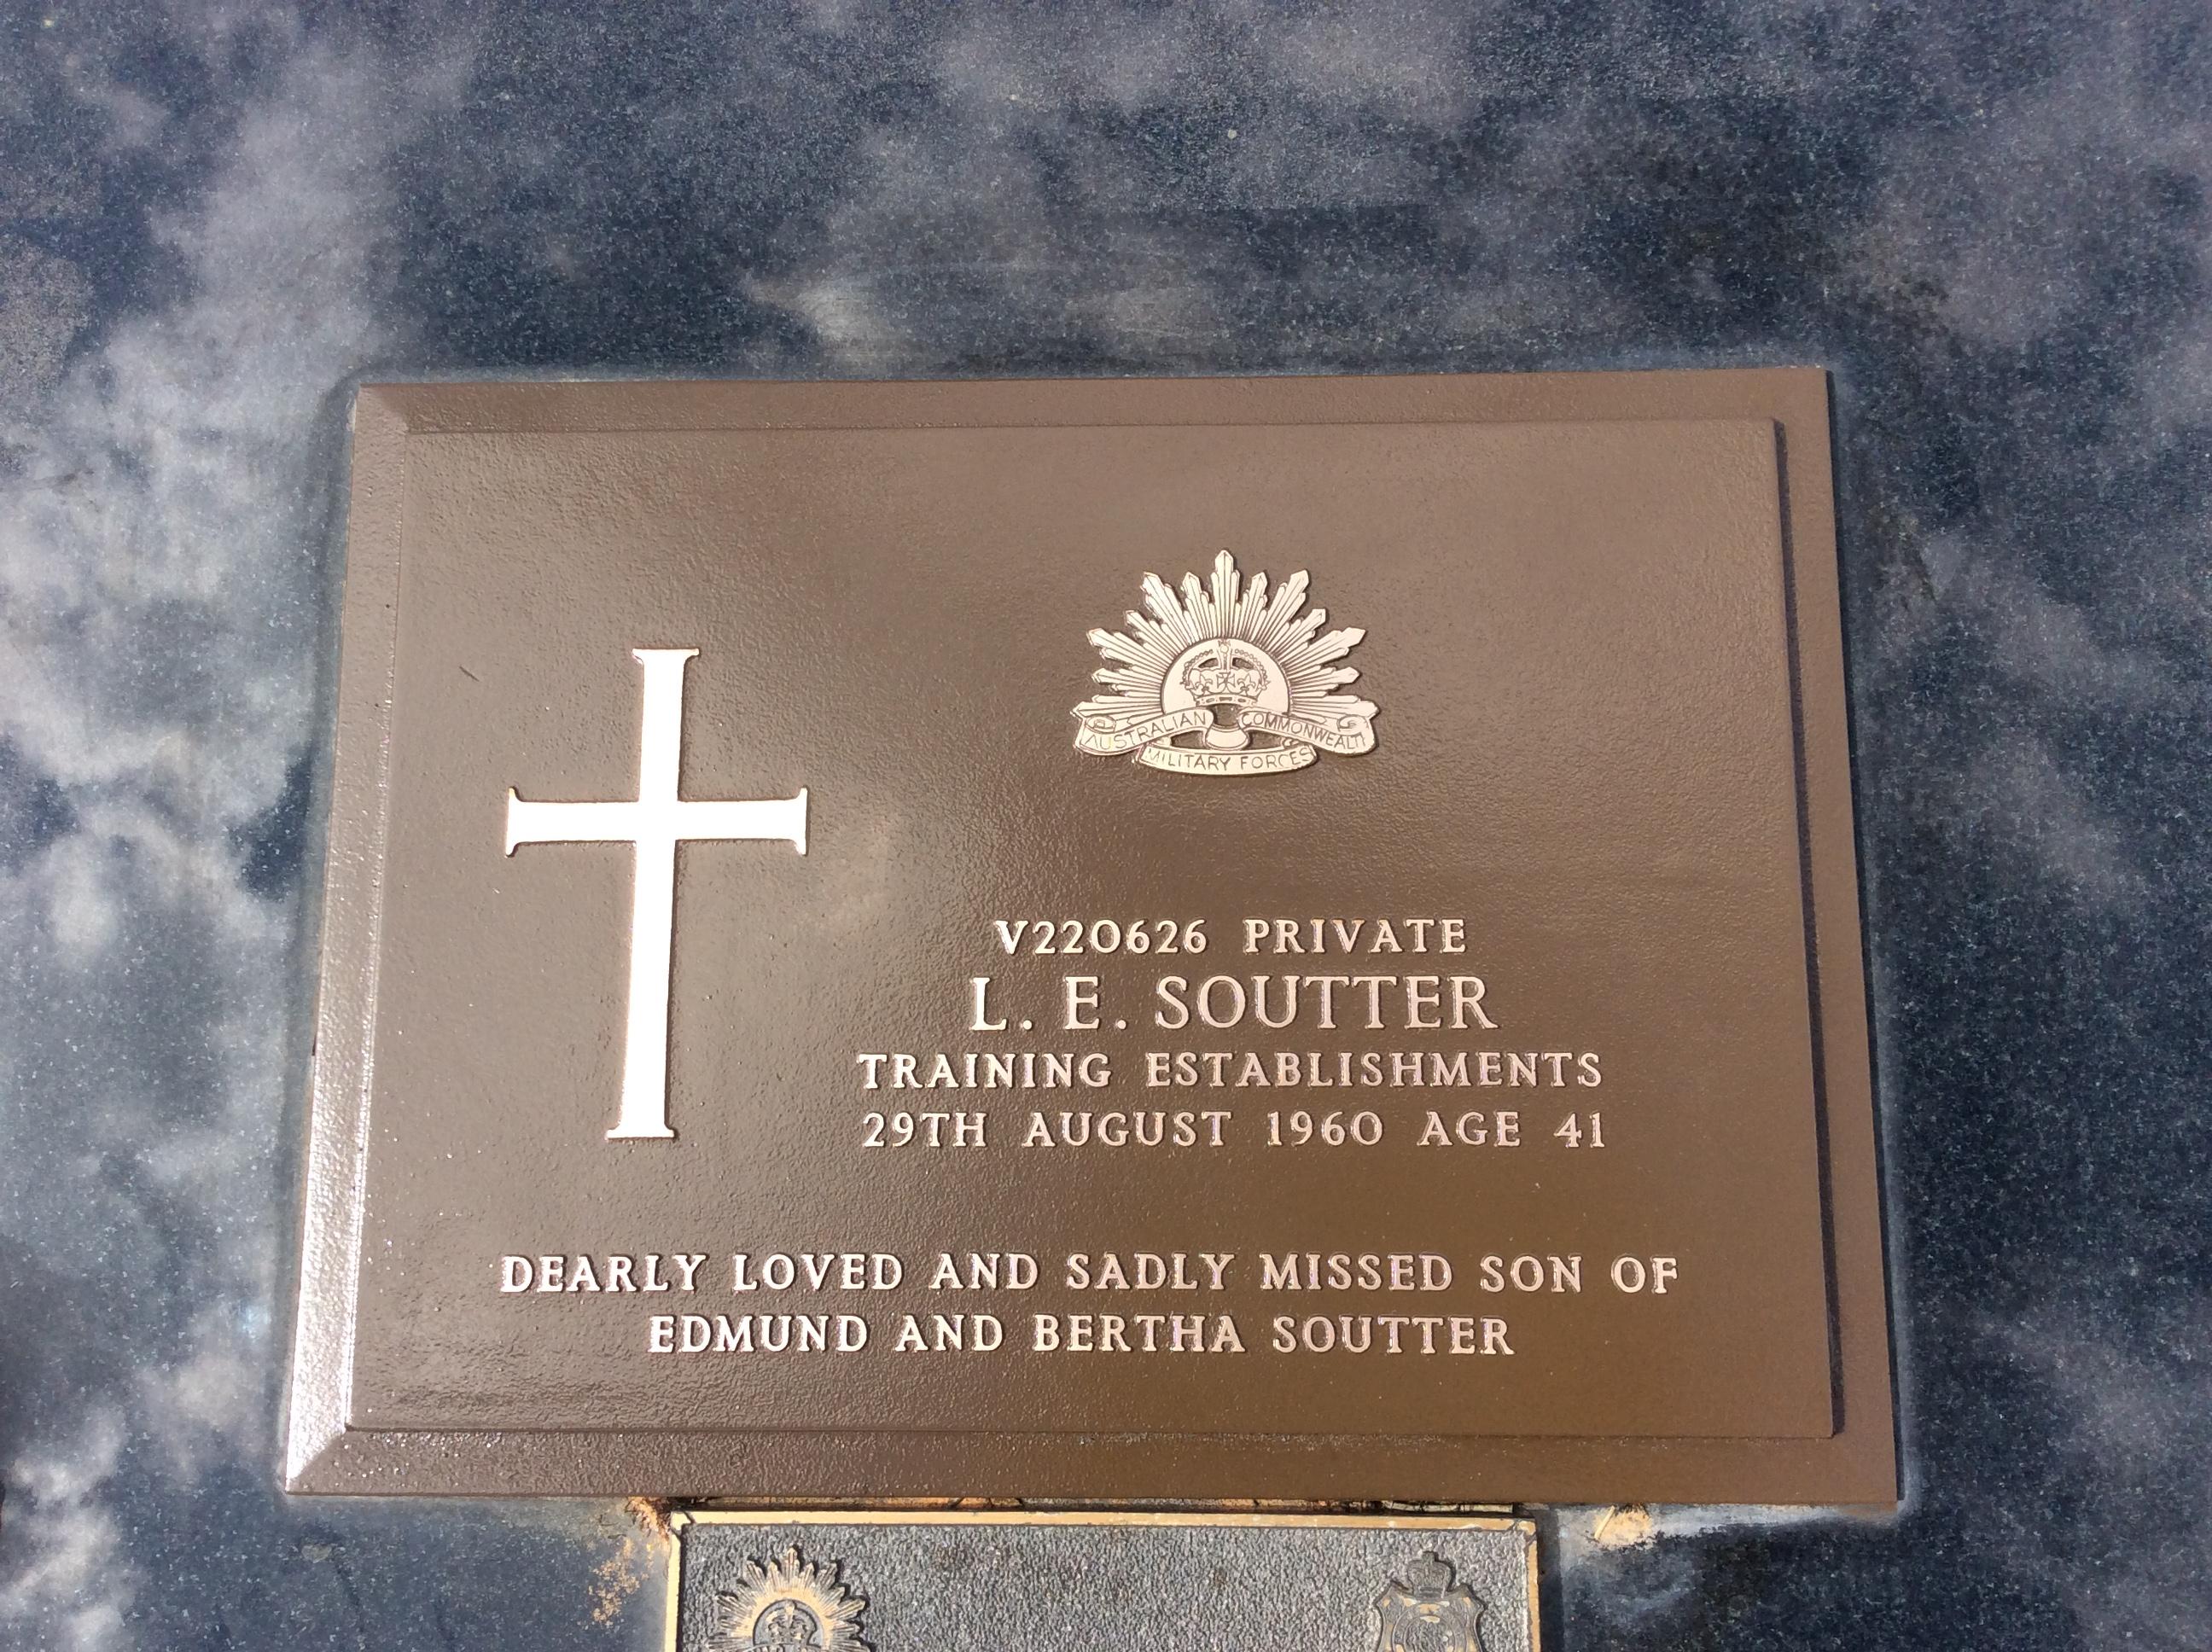 AUSTRALIAN COMMONWEALTH
MILITARY FORCES
V220626 PRIVATE
L. E. SOUTTER
TRAINING ESTABLISHMENTS
29TH AUGUST 1960 AGE 41
DEARLY LOVED AND SADLY MISSED SON OF
EDMUND AND BERTHA SOUTTER